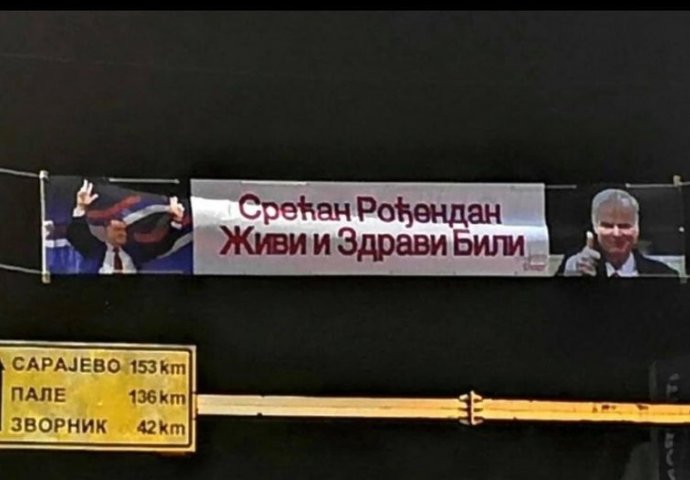 Срећан Рођендан
Живи и Здрави Били
САРАЈЕВО 153 km
ПАЛЕ 136 km
ЗВОРНИК 42 km